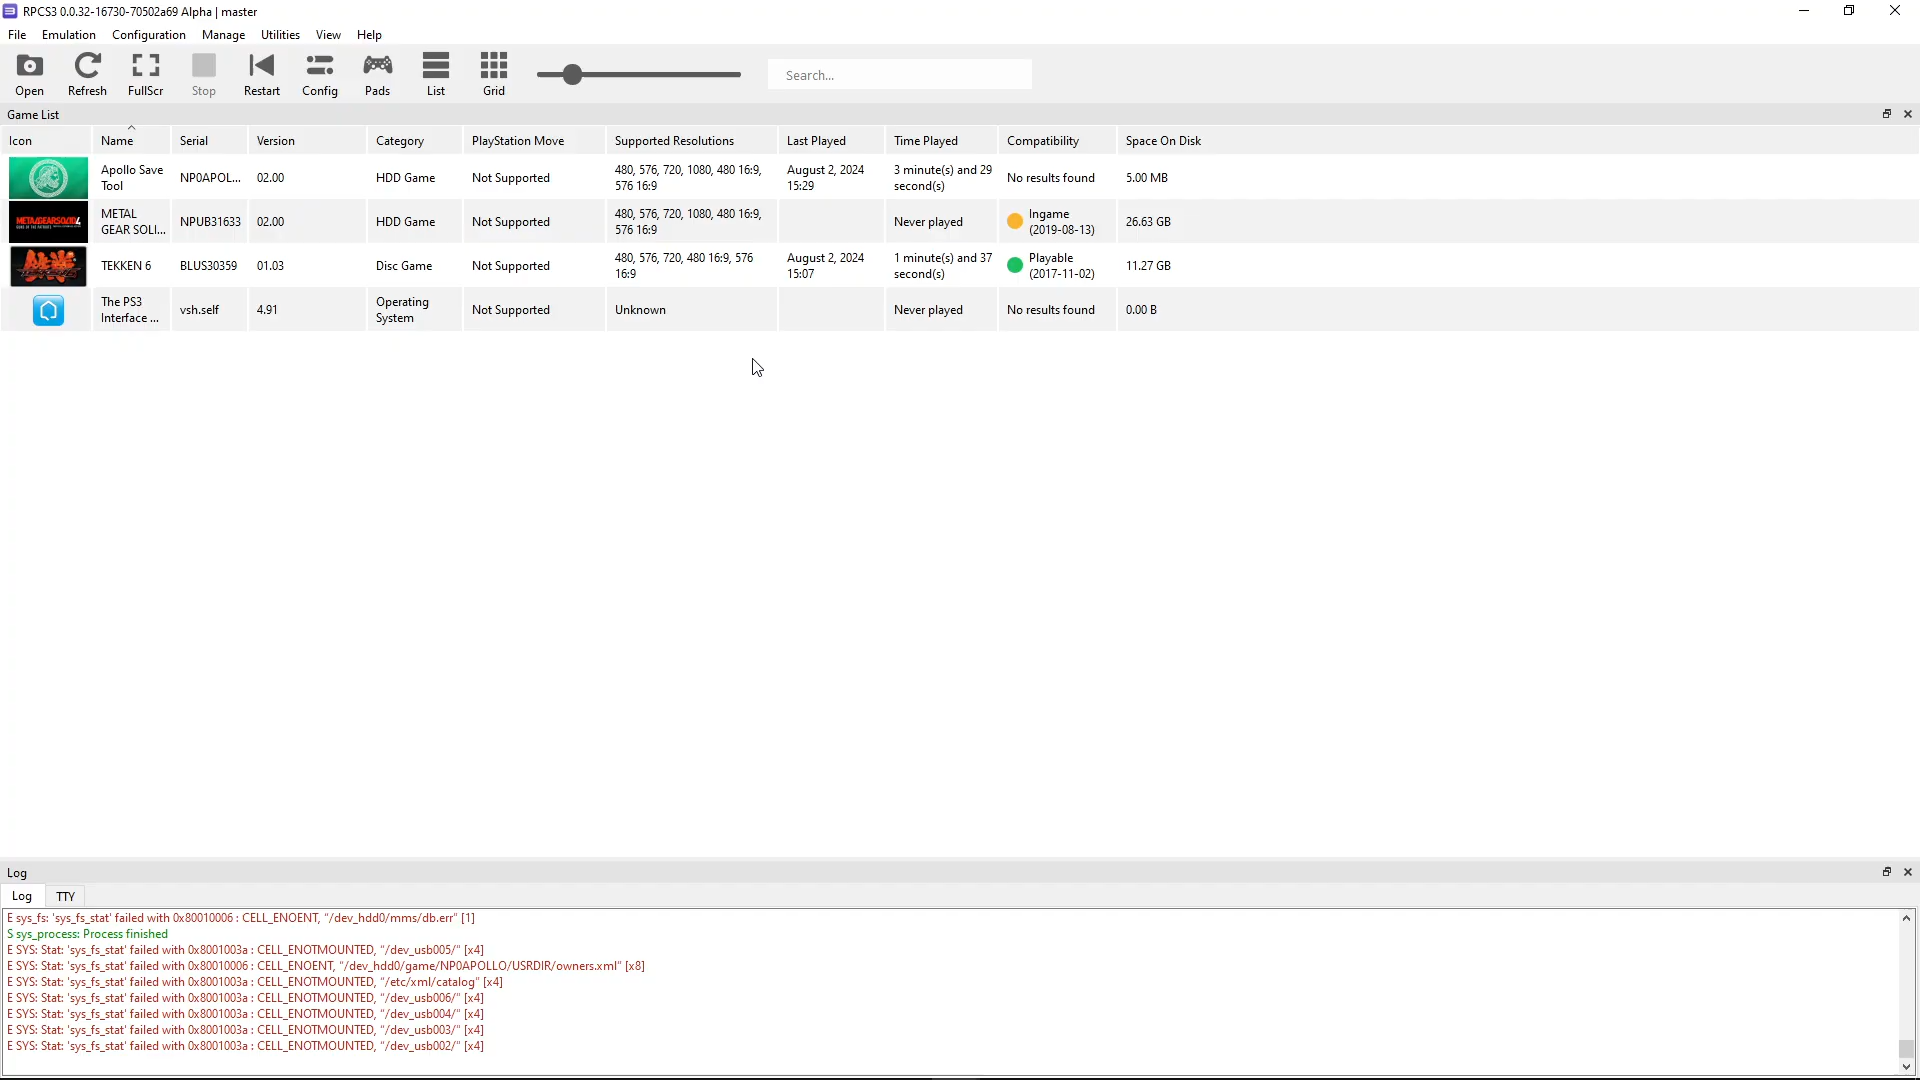 RPCS3 0.0.32-16730-70502a69 Alpha | master
File Emulation Configuration Manage Utilities View Help
Open Refresh FullScr Stop Restart Config Pads List Grid Search...
Game List
Icon Name Serial Version Category PlayStation Move Supported Resolutions Last Played Time Played Compatibility Space On Disk
Apollo Save Tool NP0APOL... 02.00 HDD Game Not Supported 480, 576, 720, 1080, 480 16:9, 576 16:9 August 2, 2024 15:29 3 minute(s) and 29 second(s) No results found 5.00 MB
METAL GEAR SOLI... NPUB31633 02.00 HDD Game Not Supported 480, 576, 720, 1080, 480 16:9, 576 16:9 Never played Ingame (2019-08-13) 26.63 GB
TEKKEN 6 BLUS30359 01.03 Disc Game Not Supported 480, 576, 720, 480 16:9, 576 16:9 August 2, 2024 15:07 1 minute(s) and 37 second(s) Playable (2017-11-02) 11.27 GB
The PS3 Interface ... vsh.self 4.91 Operating System Not Supported Unknown Never played No results found 0.00 B
Log
Log TTY
E sys_fs: 'sys_fs_stat' failed with 0x80010006 : CELL_ENOENT, "/dev_hdd0/mms/db.err" [1]
S sys_process: Process finished
E SYS: Stat: 'sys_fs_stat' failed with 0x8001003a : CELL_ENOTMOUNTED, "/dev_usb005/" [x4]
E SYS: Stat: 'sys_fs_stat' failed with 0x80010006 : CELL_ENOENT, "/dev_hdd0/game/NP0APOLLO/USRDIR/owners.xml" [x8]
E SYS: Stat: 'sys_fs_stat' failed with 0x8001003a : CELL_ENOTMOUNTED, "/etc/xml/catalog" [x4]
E SYS: Stat: 'sys_fs_stat' failed with 0x8001003a : CELL_ENOTMOUNTED, "/dev_usb006/" [x4]
E SYS: Stat: 'sys_fs_stat' failed with 0x8001003a : CELL_ENOTMOUNTED, "/dev_usb004/" [x4]
E SYS: Stat: 'sys_fs_stat' failed with 0x8001003a : CELL_ENOTMOUNTED, "/dev_usb003/" [x4]
E SYS: Stat: 'sys_fs_stat' failed with 0x8001003a : CELL_ENOTMOUNTED, "/dev_usb002/" [x4]